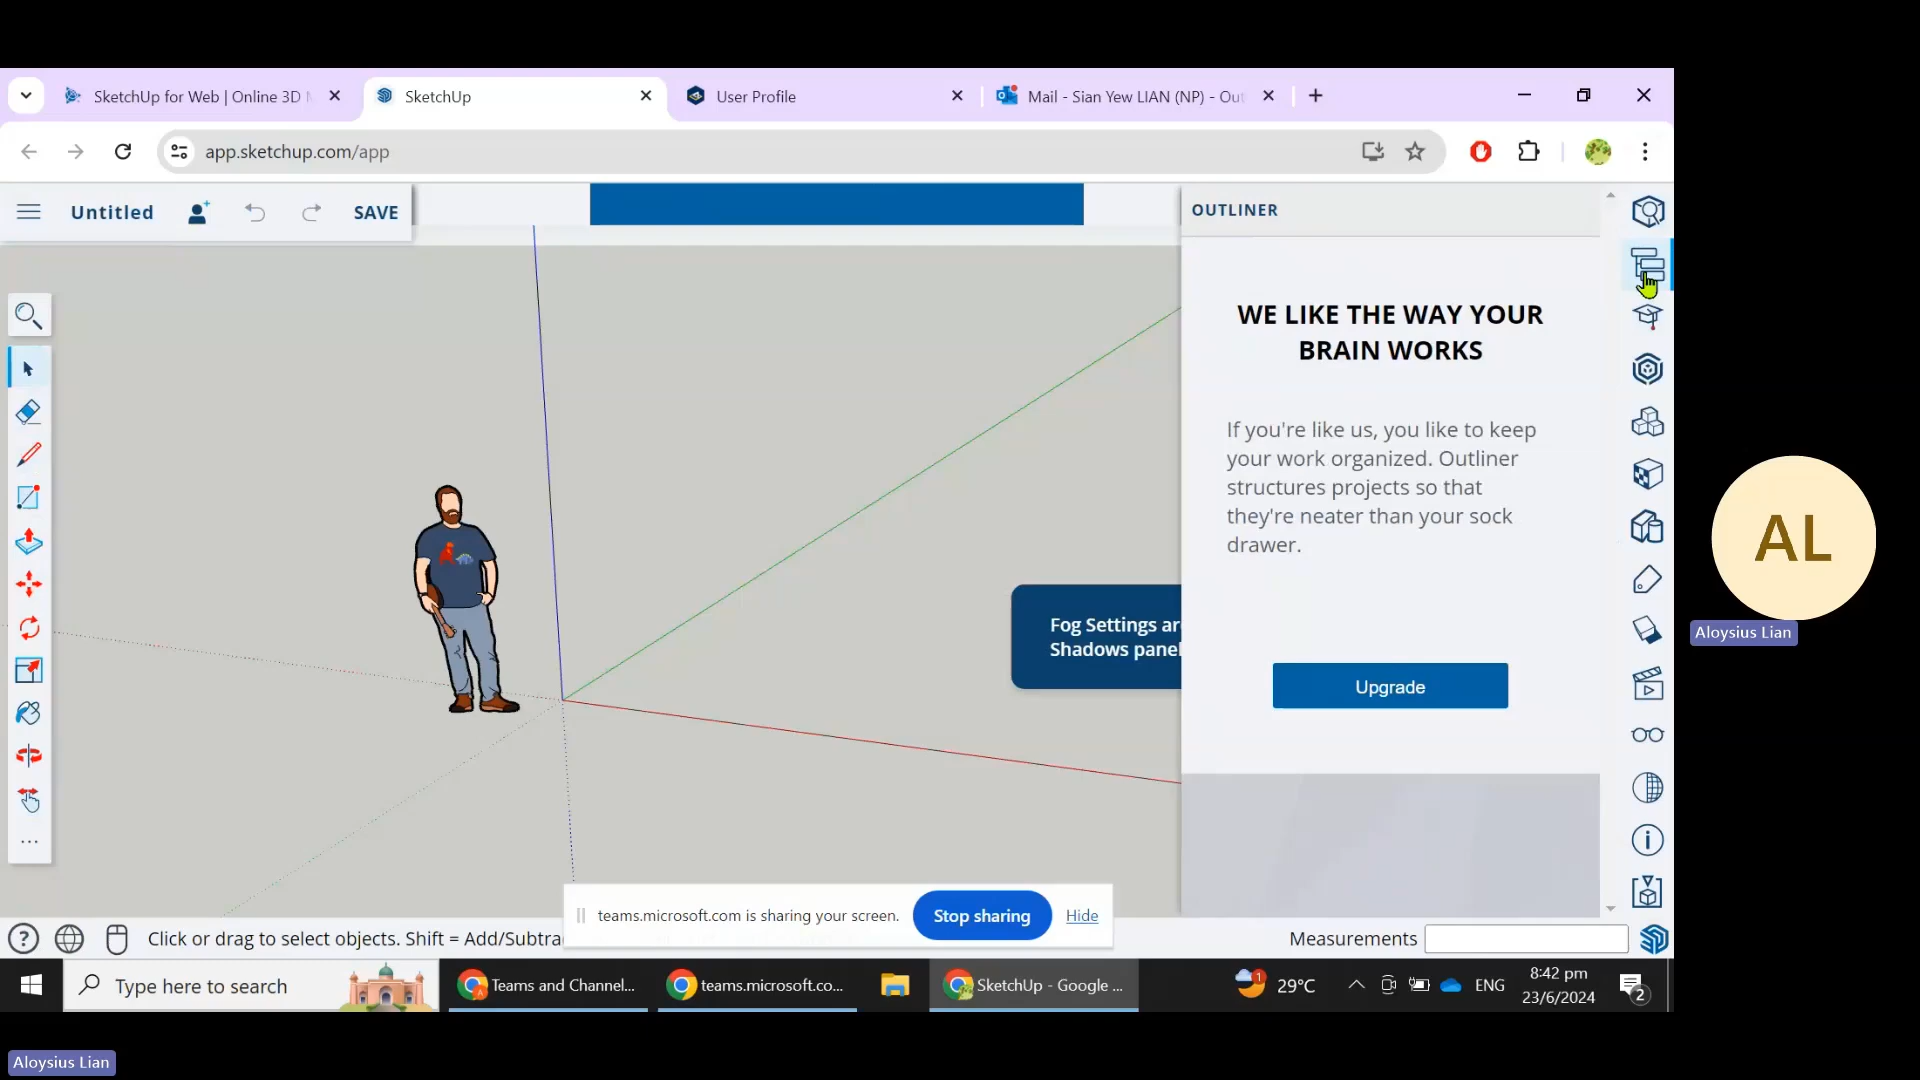 SketchUp for Web | Online 3D
SketchUp
User Profile
Mail - Sian Yew LIAN (NP) - Out
app.sketchup.com/app
Untitled
SAVE
OUTLINER
WE LIKE THE WAY YOUR
BRAIN WORKS
If you're like us, you like to keep
your work organized. Outliner
structures projects so that
they're neater than your sock
drawer.
Upgrade
Fog Settings ar
Shadows panel
AL
Aloysius Lian
teams.microsoft.com is sharing your screen.
Stop sharing
Hide
Click or drag to select objects. Shift = Add/Subtra
Measurements
Type here to search
Teams and Channel...
teams.microsoft.co...
SketchUp - Google ...
1
29°C
ENG
8:42 pm
23/6/2024
2
Aloysius Lian